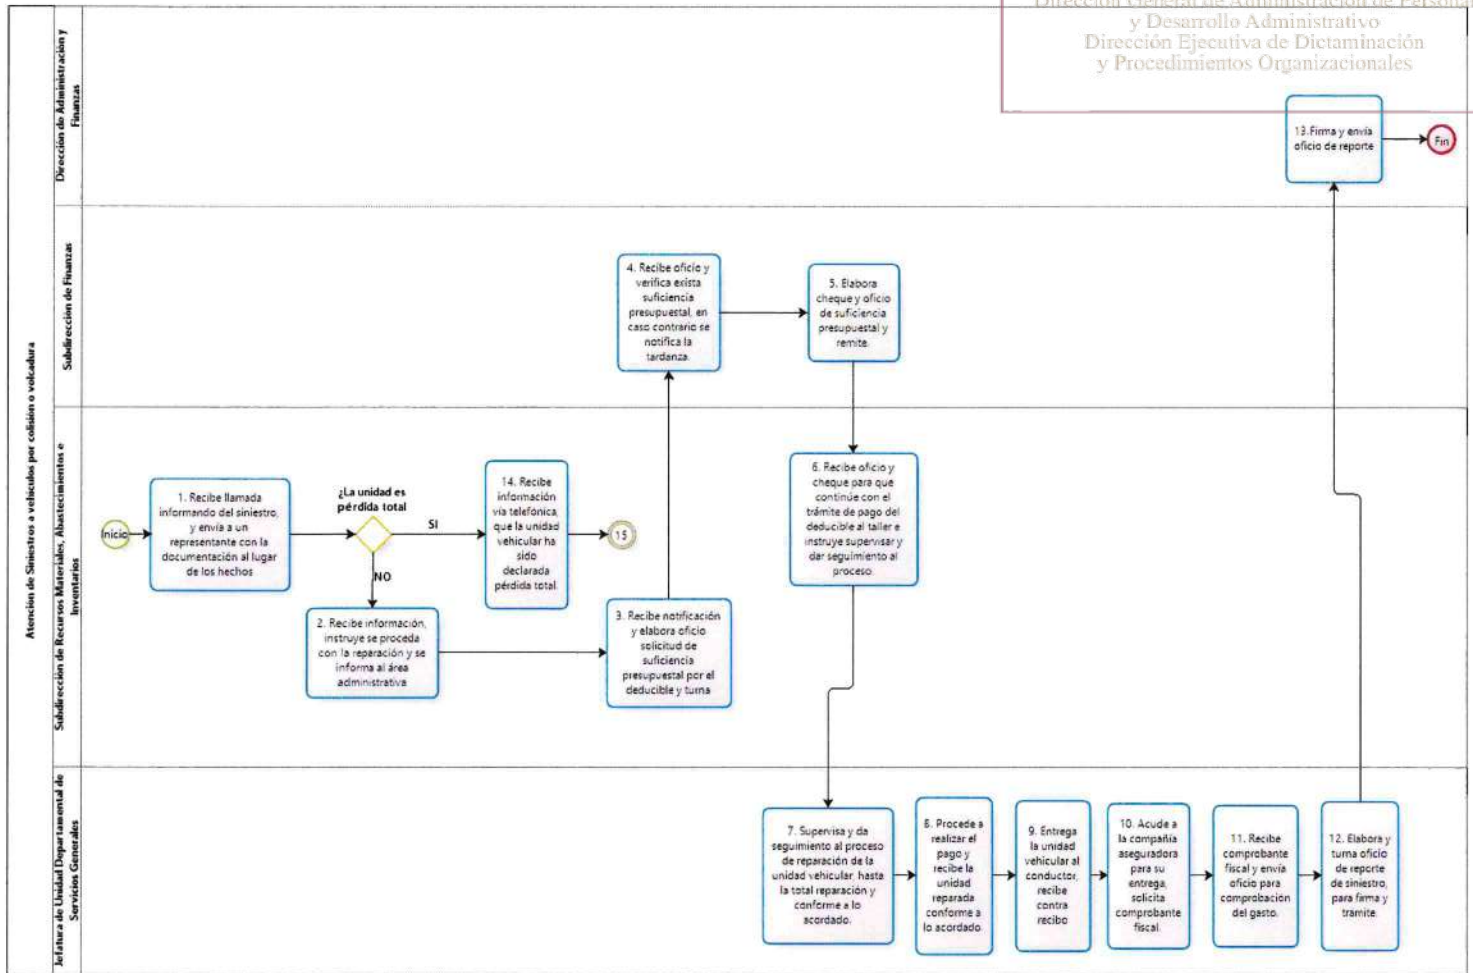 Dirección General de Administración de Personal
y Desarrollo Administrativo
Dirección Ejecutiva de Dictaminación
y Procedimientos Organizacionales
Atención de Siniestros a vehículos por colisión o volcadura
Dirección de Administración y
Finanzas
13.Firma y envía
oficio de reporte
Fin
Subdirección de Finanzas
4. Recibe oficio y
verifica exista
suficiencia
presupuestal, en
caso contrario se
notifica la
tardanza.
5. Elabora
cheque y oficio
de suficiencia
presupuestal y
remite.
Subdirección de Recursos Materiales, Abastecimientos e
Inventarios
Inicio
1. Recibe llamada
informando del siniestro,
y envía a un
representante con la
documentación al lugar
de los hechos
¿La unidad es
pérdida total
SI
NO
14. Recibe
información
vía telefónica,
que la unidad
vehicular ha
sido
declarada
pérdida total.
15
2. Recibe información,
instruye se proceda
con la reparación y se
informa al área
administrativa
3. Recibe notificación
y elabora oficio
solicitud de
suficiencia
presupuestal por el
deducible y turna
6. Recibe oficio y
cheque para que
continúe con el
trámite de pago del
deducible al taller e
instruye supervisar y
dar seguimiento al
proceso.
Jefatura de Unidad Departamental de
Servicios Generales
7. Supervisa y da
seguimiento al proceso
de reparación de la
unidad vehicular, hasta
la total reparación y
conforme a lo
acordado.
8. Procede a
realizar el
pago y
recibe la
unidad
reparada
conforme a
lo acordado.
9. Entrega
la unidad
vehicular al
conductor,
recibe
contra
recibo
10. Acude a
la compañía
aseguradora
para su
entrega,
solicita
comprobante
fiscal.
11. Recibe
comprobante
fiscal y envía
oficio para
comprobación
del gasto.
12. Elabora y
turna oficio
de reporte
de siniestro,
para firma y
tramite.